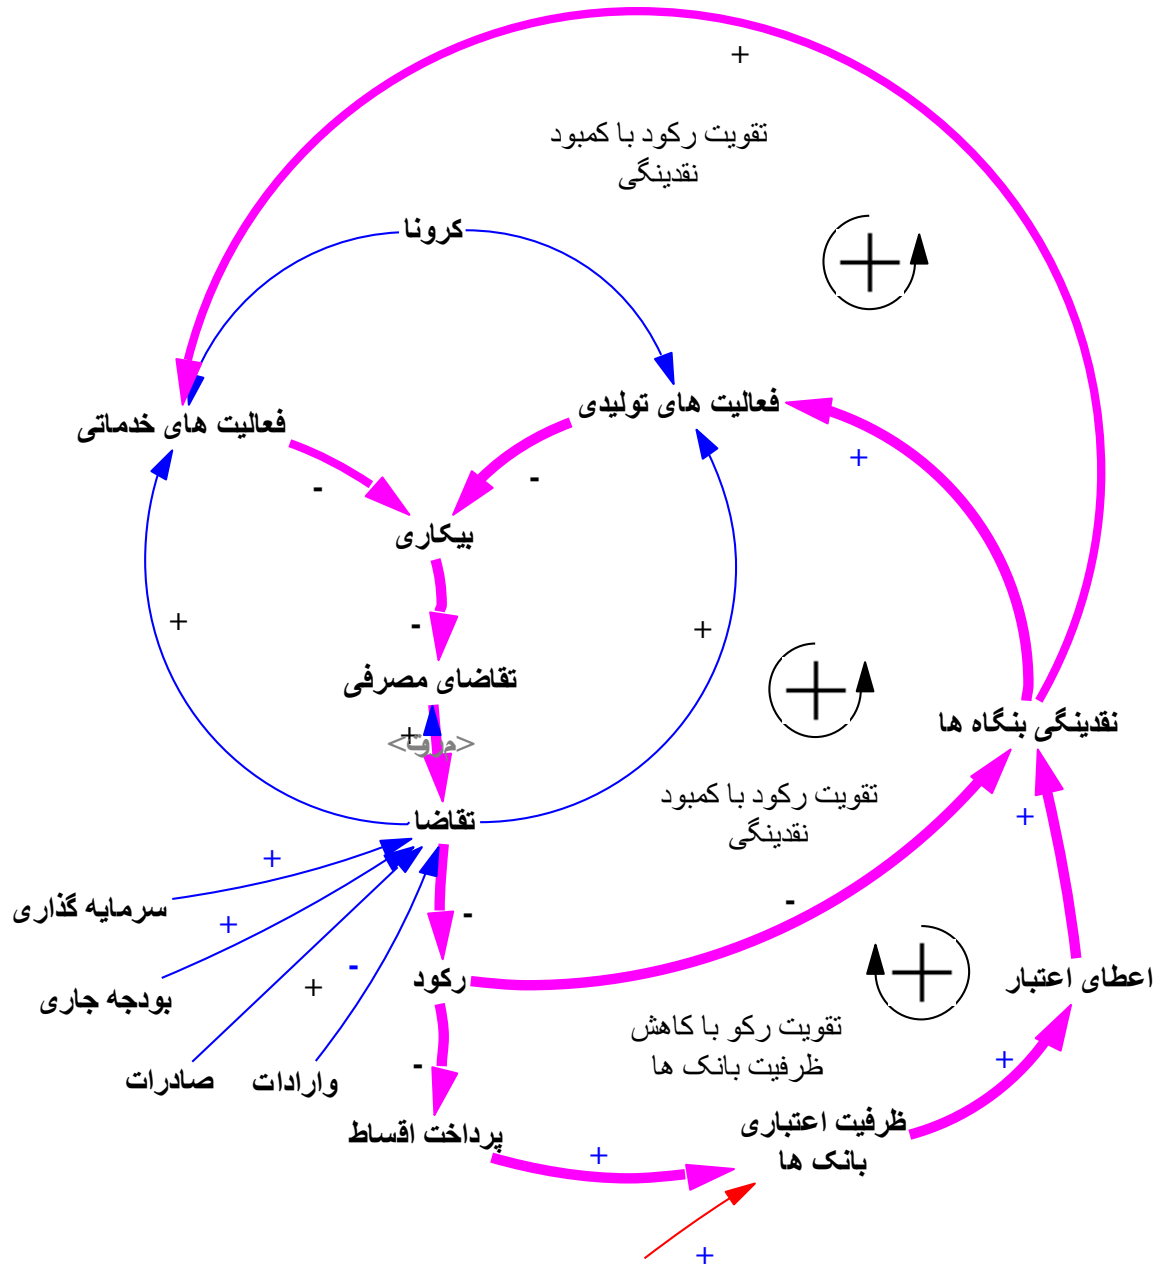 +
تقویت رکود با کمبود
نقدینگی
کرونا
+
فعالیت های تولیدی
فعالیت های خدماتی
+
-
-
بیکاری
+
-
+
تقاضای مصرفی
+
نقدینگی بنگاه ها
+
تقویت رکود با کمبود
نقدینگی
تقاضا
+
+
سرمایه گذاری
-
-
+
-
+
رکود
اعطای اعتبار
+
بودجه جاری
تقویت رکو با کاهش
ظرفیت بانک ها
-
+
صادرات
وارادات
ظرفیت اعتباری
بانک ها
پرداخت اقساط
+
+